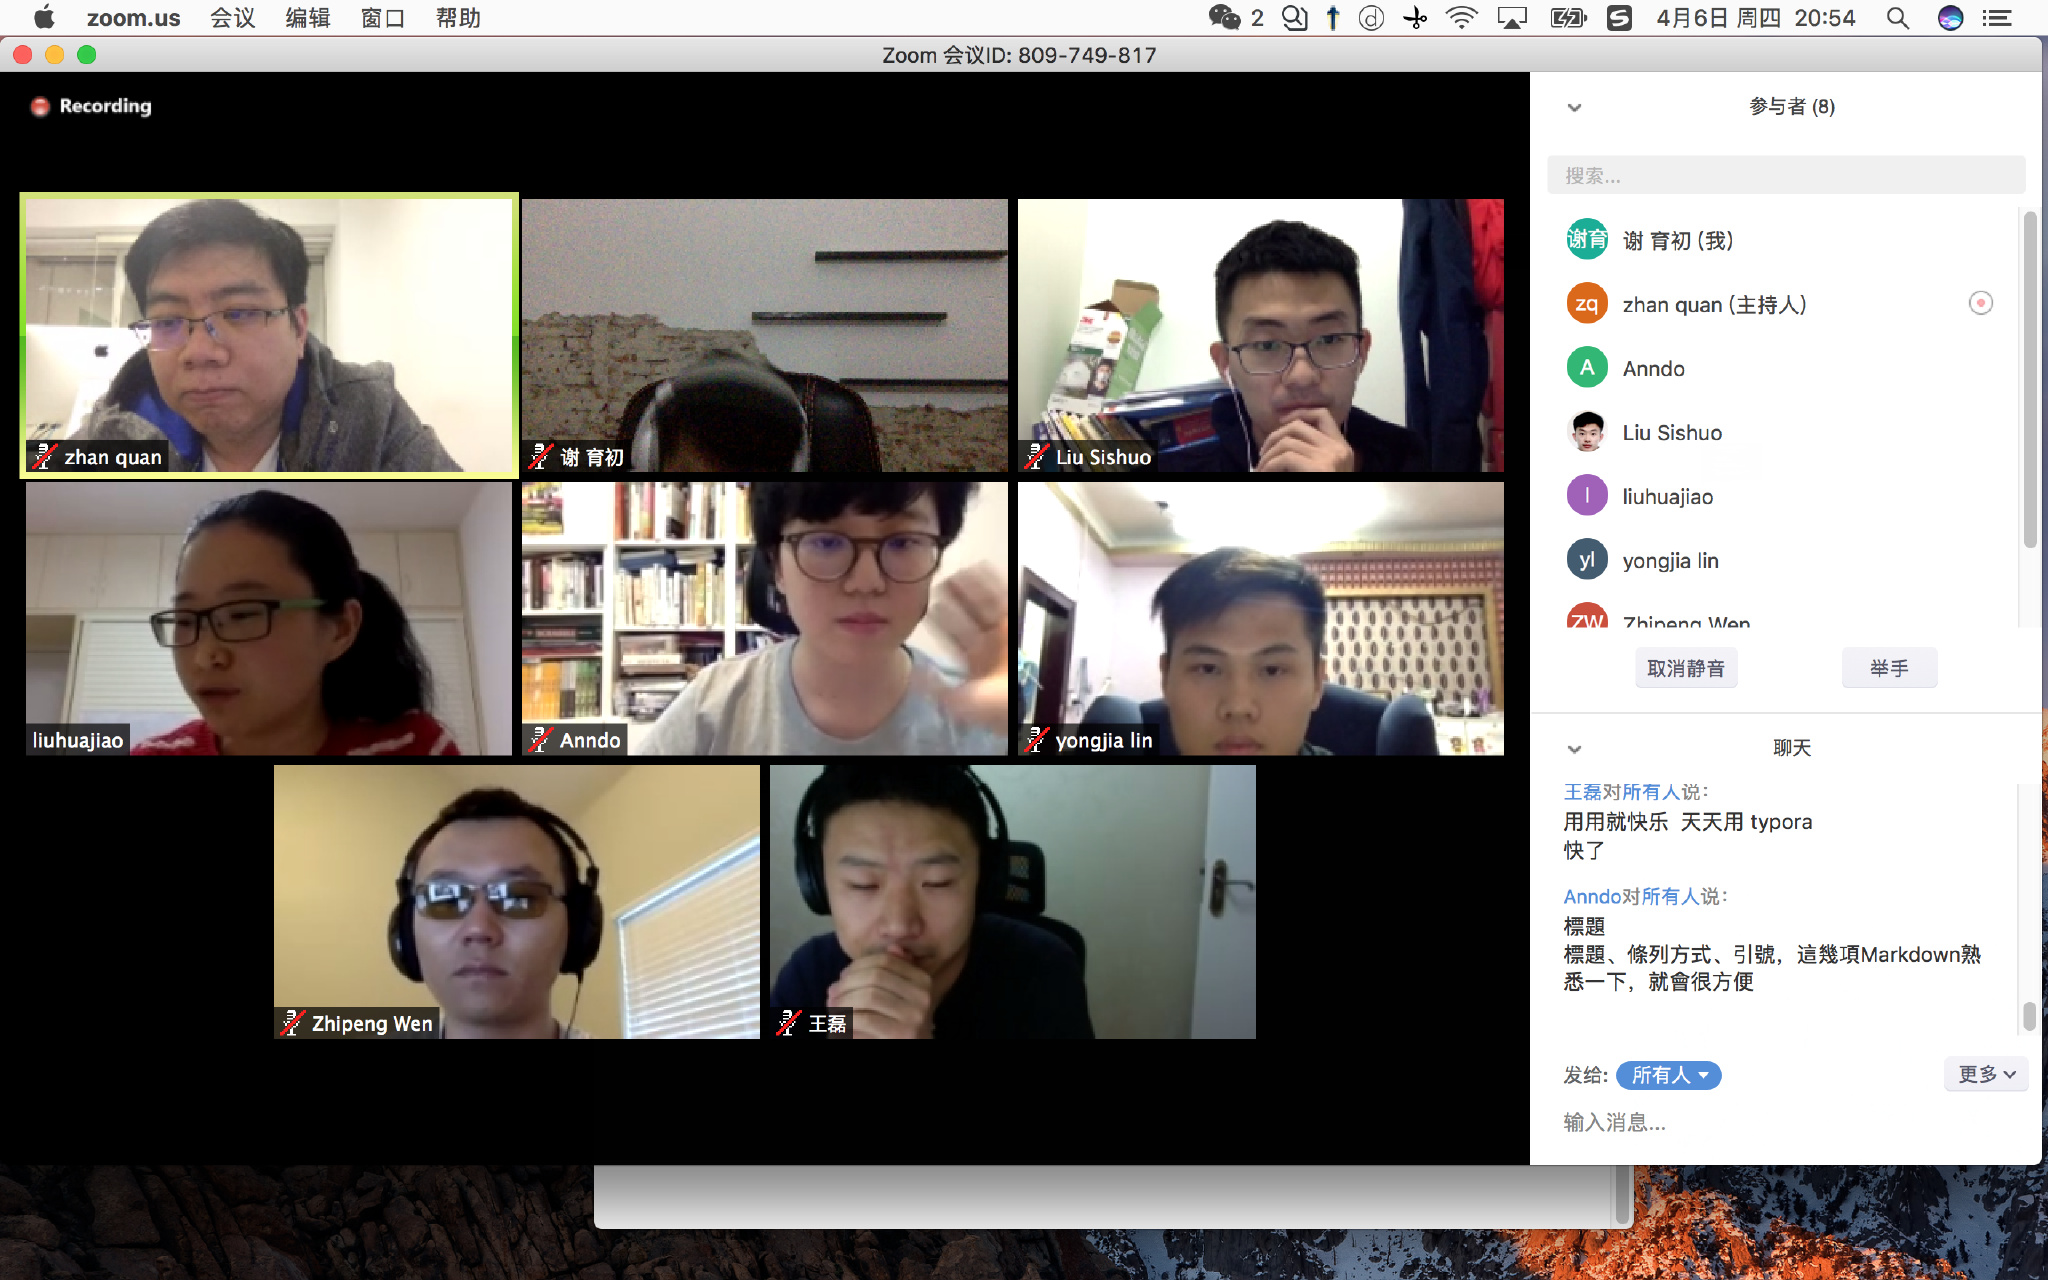 zoom.us 会议 编辑 窗口 帮助 2 4月6日 周四 20:54
Zoom 会议ID: 809-749-817
Recording
zhan quan
谢 育初
Liu Sishuo
liuhuajiao
Anndo
yongjia lin
Zhipeng Wen
王磊
参与者 (8)
搜索...
谢育 谢 育初 (我)
zq zhan quan (主持人)
A Anndo
Liu Sishuo
l liuhuajiao
yl yongjia lin
ZW Zhipeng Wen
取消静音 举手
聊天
王磊对所有人说:
用用就快乐 天天用 typora
快了
Anndo对所有人说:
標題
標題、條列方式、引號，這幾項Markdown熟
悉一下，就會很方便
发给: 所有人 更多
输入消息...